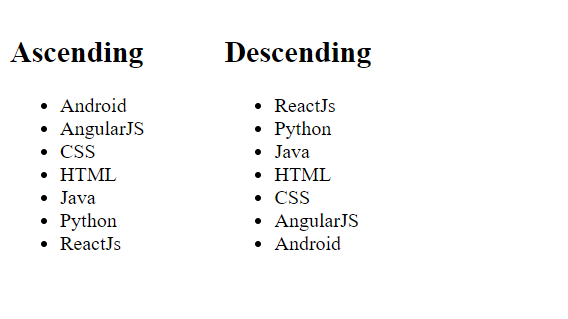 Ascending
Android
AngularJS
CSS
HTML
Java
Python
ReactJs
Descending
ReactJs
Python
Java
HTML
CSS
AngularJS
Android